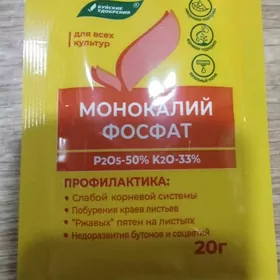 БУЙСКИЕ
УДОБРЕНИЯ
для всех
культур
МОНОКАЛИЙ
ФОСФАТ
P2O5-50% K2O-33%
ПРОФИЛАКТИКА:
• Слабой корневой системы
• Побурения краев листьев
• "Ржавых" пятен на листьях
• Недоразвития бутонов и соцветий
20г